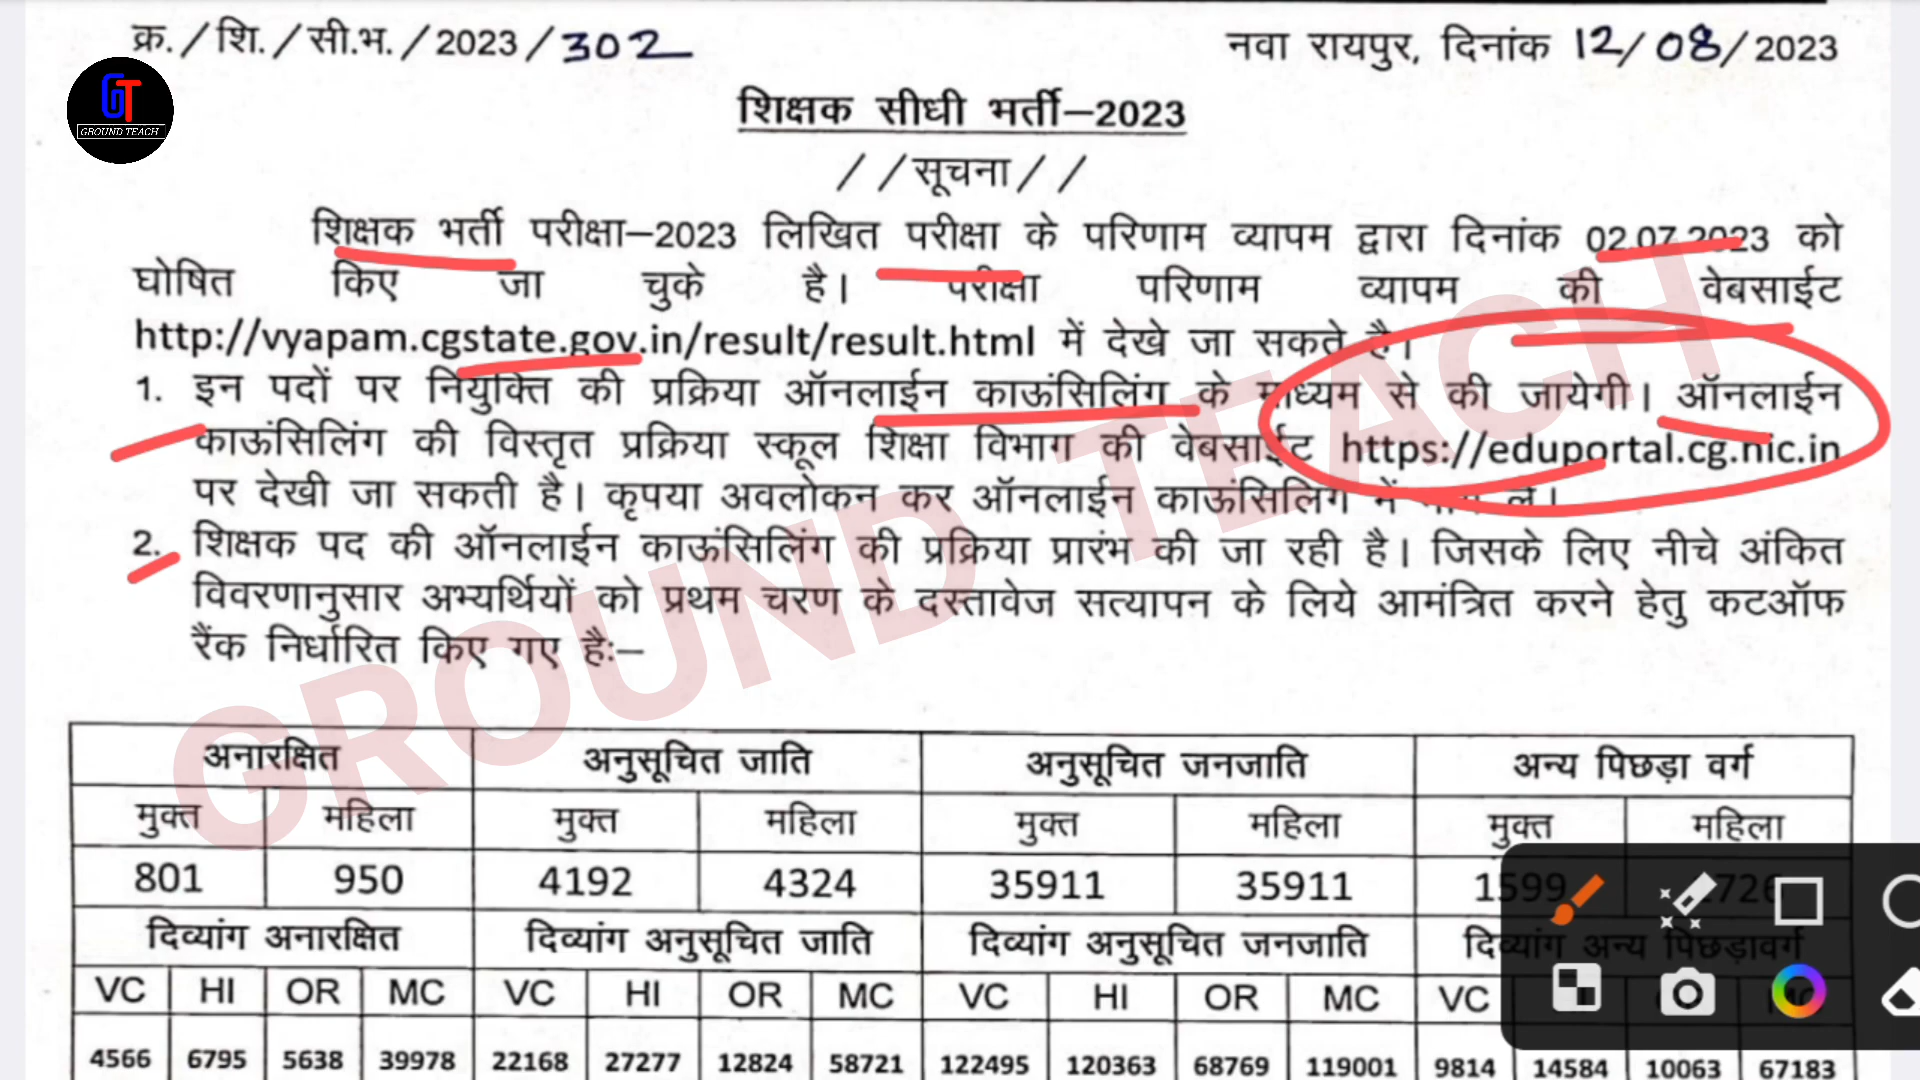 क्र./शि./सी.भ./2023/302 नवा रायपुर, दिनांक 12/08/2023
GT
GROUND TEACH
शिक्षक सीधी भर्ती–2023
//सूचना//
शिक्षक भर्ती परीक्षा–2023 लिखित परीक्षा के परिणाम व्यापम द्वारा दिनांक 02.07.2023 को
घोषित किए जा चुके है। परीक्षा परिणाम व्यापम की वेबसाईट
http://vyapam.cgstate.gov.in/result/result.html में देखे जा सकते है।
1. इन पदों पर नियुक्ति की प्रक्रिया ऑनलाईन काऊंसिलिंग के माध्यम से की जायेगी। ऑनलाईन
काऊंसिलिंग की विस्तृत प्रक्रिया स्कूल शिक्षा विभाग की वेबसाईट https://eduportal.cg.nic.in
पर देखी जा सकती है। कृपया अवलोकन कर ऑनलाईन काऊंसिलिंग में
2. शिक्षक पद की ऑनलाईन काऊंसिलिंग की प्रक्रिया प्रारंभ की जा रही है। जिसके लिए नीचे अंकित
विवरणानुसार अभ्यर्थियों को प्रथम चरण के दस्तावेज सत्यापन के लिये आमंत्रित करने हेतु कटऑफ
रैंक निर्धारित किए गए है:–
GROUND TEACH
अनारक्षित अनुसूचित जाति अनुसूचित जनजाति अन्य पिछड़ा वर्ग
मुक्त महिला मुक्त महिला मुक्त महिला मुक्त महिला
801 950 4192 4324 35911 35911 1599
दिव्यांग अनारक्षित दिव्यांग अनुसूचित जाति दिव्यांग अनुसूचित जनजाति दिव्यांग अन्य पिछड़ावर्ग
VC HI OR MC VC HI OR MC VC HI OR MC VC
4566 6795 5638 39978 22168 27277 12824 58721 122495 120363 68769 119001 9814 14584 10063 67183